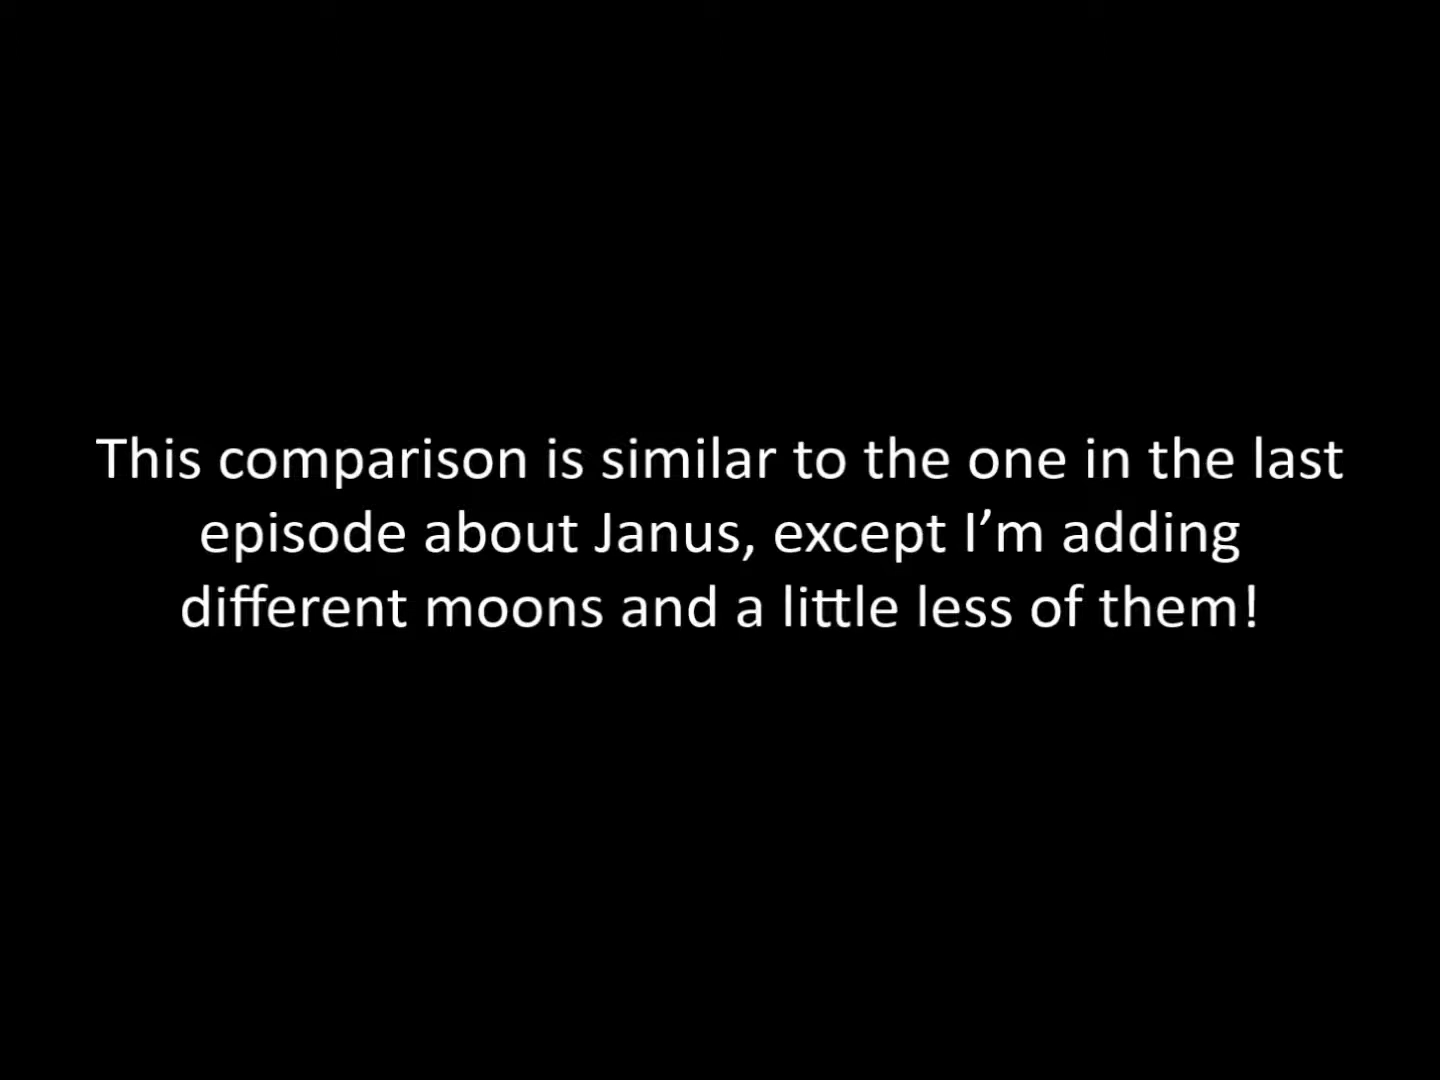 This comparison is similar to the one in the last
episode about Janus, except I’m adding
different moons and a little less of them!